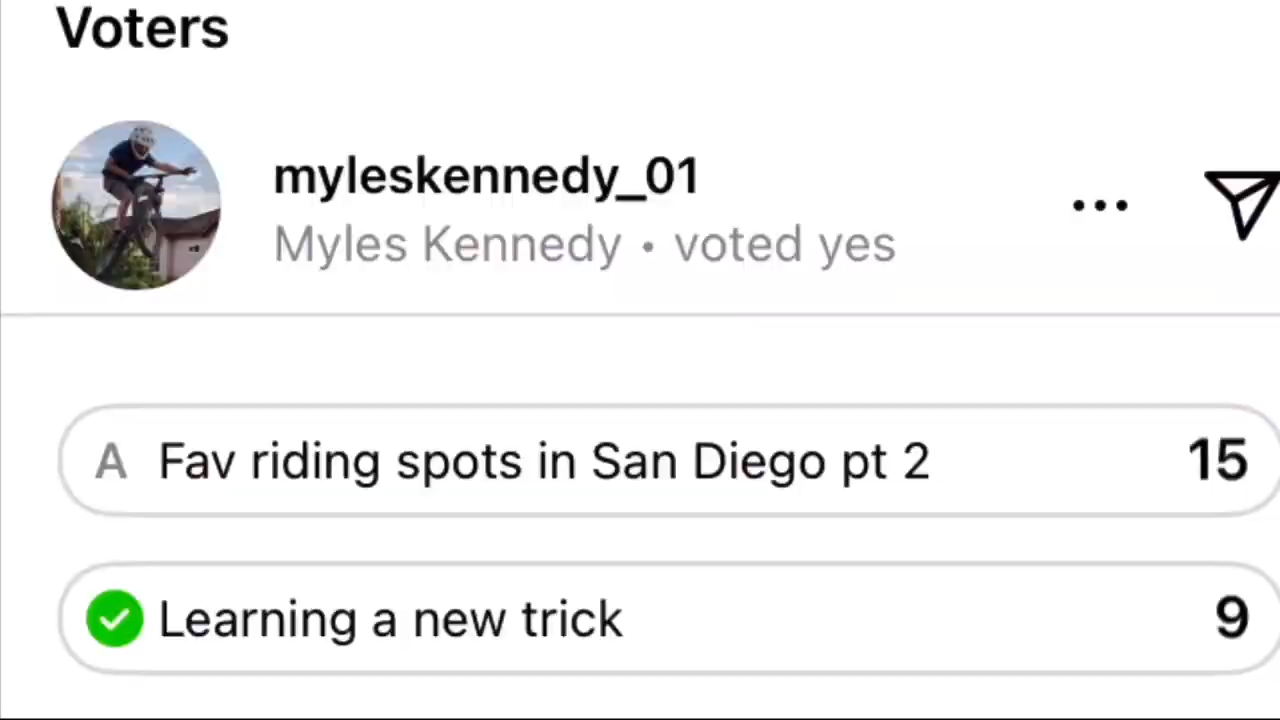 Voters
myleskennedy_01
Myles Kennedy • voted yes
A Fav riding spots in San Diego pt 2 15
Learning a new trick 9